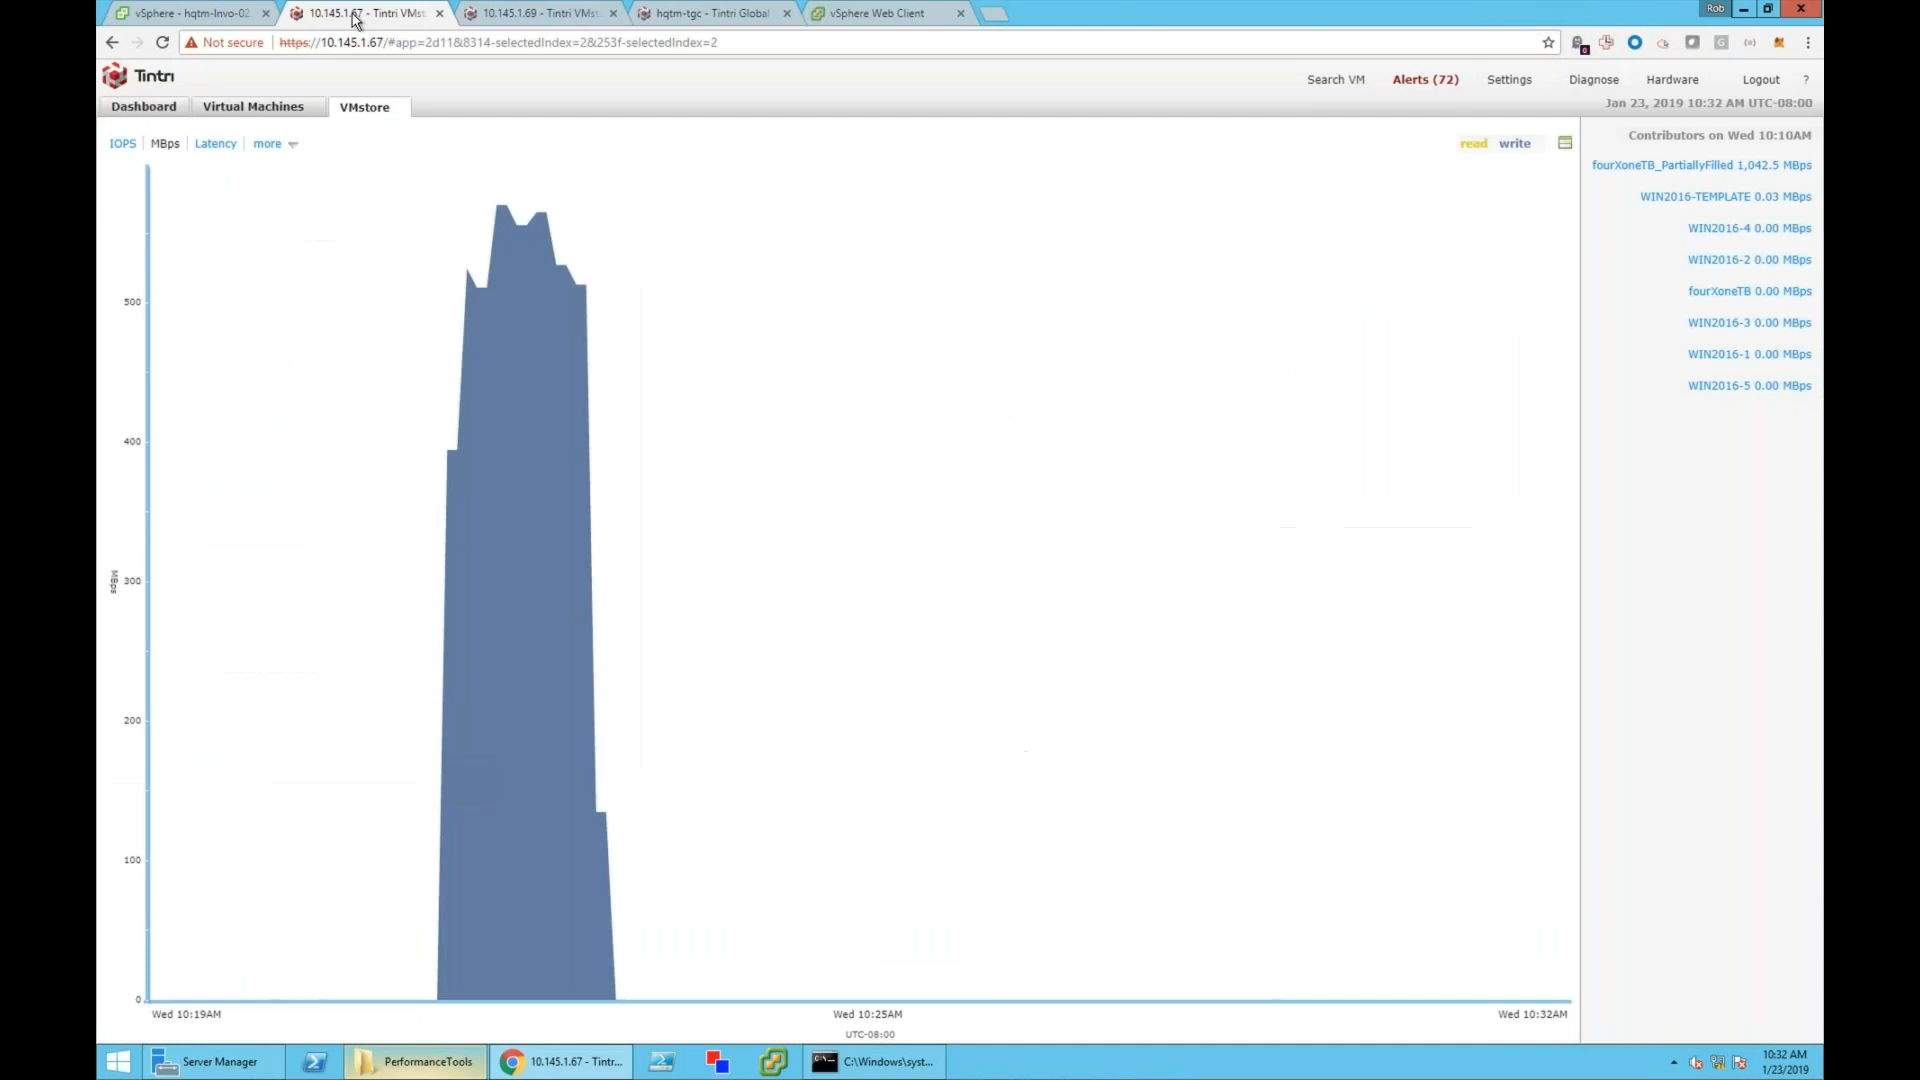 vSphere - hqtm-Invo-02
10.145.1.67 - Tintri VMst
10.145.1.69 - Tintri VMst
hqtm-tgc - Tintri Global
vSphere Web Client
Rob
Not secure
https://10.145.1.67/#app=2d11&8314-selectedIndex=2&253f-selectedIndex=2
0
G
Tintri
Search VM
Alerts (72)
Settings
Diagnose
Hardware
Logout
?
Dashboard
Virtual Machines
VMstore
Jan 23, 2019 10:32 AM UTC-08:00
IOPS
MBps
Latency
more
read
write
Contributors on Wed 10:10AM
fourXoneTB_PartiallyFilled 1,042.5 MBps
WIN2016-TEMPLATE 0.03 MBps
WIN2016-4 0.00 MBps
WIN2016-2 0.00 MBps
fourXoneTB 0.00 MBps
WIN2016-3 0.00 MBps
WIN2016-1 0.00 MBps
WIN2016-5 0.00 MBps
500
400
300
200
100
0
MBps
Wed 10:19AM
Wed 10:25AM
Wed 10:32AM
UTC-08:00
Server Manager
PerformanceTools
10.145.1.67 - Tintr...
C:\Windows\syst...
10:32 AM
1/23/2019